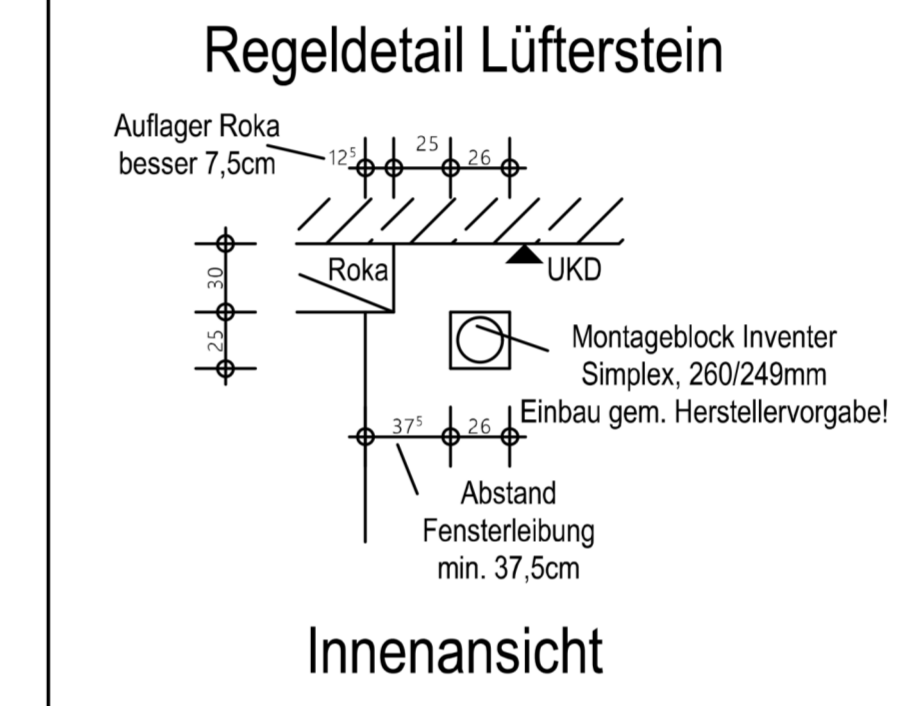 Regeldetail Lüfterstein
Auflager Roka
besser 7,5cm
12⁵
25
26
30
25
Roka
UKD
Montageblock Inventer
Simplex, 260/249mm
Einbau gem. Herstellervorgabe!
37⁵
26
Abstand
Fensterleibung
min. 37,5cm
Innenansicht